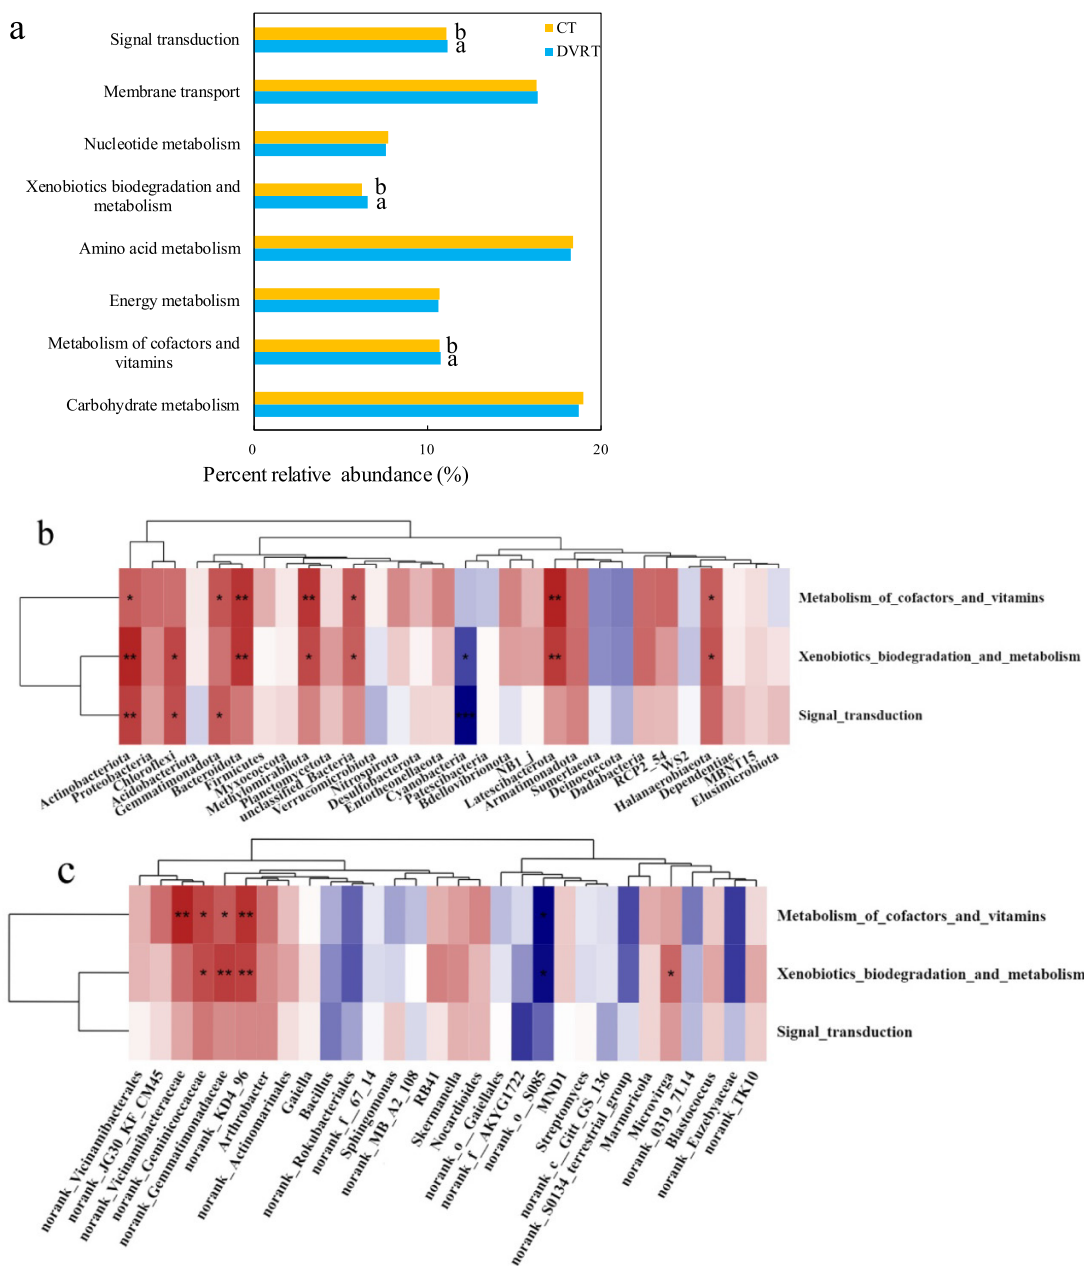 a
CT
DVRT
Signal transduction
b
a
Membrane transport
Nucleotide metabolism
Xenobiotics biodegradation and
metabolism
b
a
Amino acid metabolism
Energy metabolism
Metabolism of cofactors and
vitamins
b
a
Carbohydrate metabolism
0
10
20
Percent relative abundance (%)
b
* * ** ** * ** *
Metabolism_of_cofactors_and_vitamins
** * ** * * * ** *
Xenobiotics_biodegradation_and_metabolism
** * * ***
Signal_transduction
Actinobacteriota
Proteobacteria
Chloroflexi
Acidobacteriota
Gemmatimonadota
Bacteroidota
Firmicutes
Myxococcota
Methylomirabilota
Planctomycetota
unclassified_Bacteria
Verrucomicrobiota
Nitrospirota
Desulfobacterota
Entotheonellaeota
Cyanobacteria
Patescibacteria
Bdellovibrionota
NB1_j
Latescibacterota
Armatimonadota
Sumerlaeota
Deinococcota
Dadabacteria
RCP2_54
WS2
Halanaerobiaeota
Dependentiae
MBNT15
Elusimicrobiota
c
** * * ** *
Metabolism_of_cofactors_and_vitamins
* ** ** * *
Xenobiotics_biodegradation_and_metabolism
Signal_transduction
norank_Vicinamibacterales
norank_JG30_KF_CM45
norank_Vicinamibacteraceae
norank_Geminicoccaceae
norank_Gemmatimonadaceae
norank_KD4_96
Arthrobacter
norank_Actinomarinales
Gaiella
Bacillus
norank_Rokubacteriales
norank_f__67_14
Sphingomonas
norank_MB_A2_108
RB41
Skermanella
Nocardioides
norank_o__Gaiellales
norank_f__AKYG1722
norank_o__S085
MND1
Streptomyces
norank_c__Gitt_GS_136
norank_S0134_terrestrial_group
Marmoricola
Microvirga
norank_0319_7L14
Blastococcus
norank_Euzebyaceae
norank_TK10